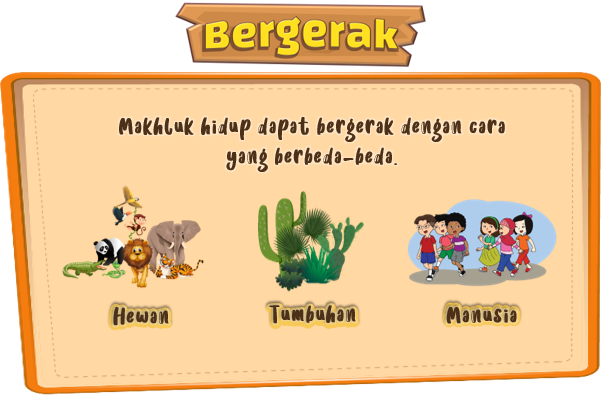 Bergerak
Makhluk hidup dapat bergerak dengan cara
yang berbeda-beda.
Hewan
Tumbuhan
Manusia